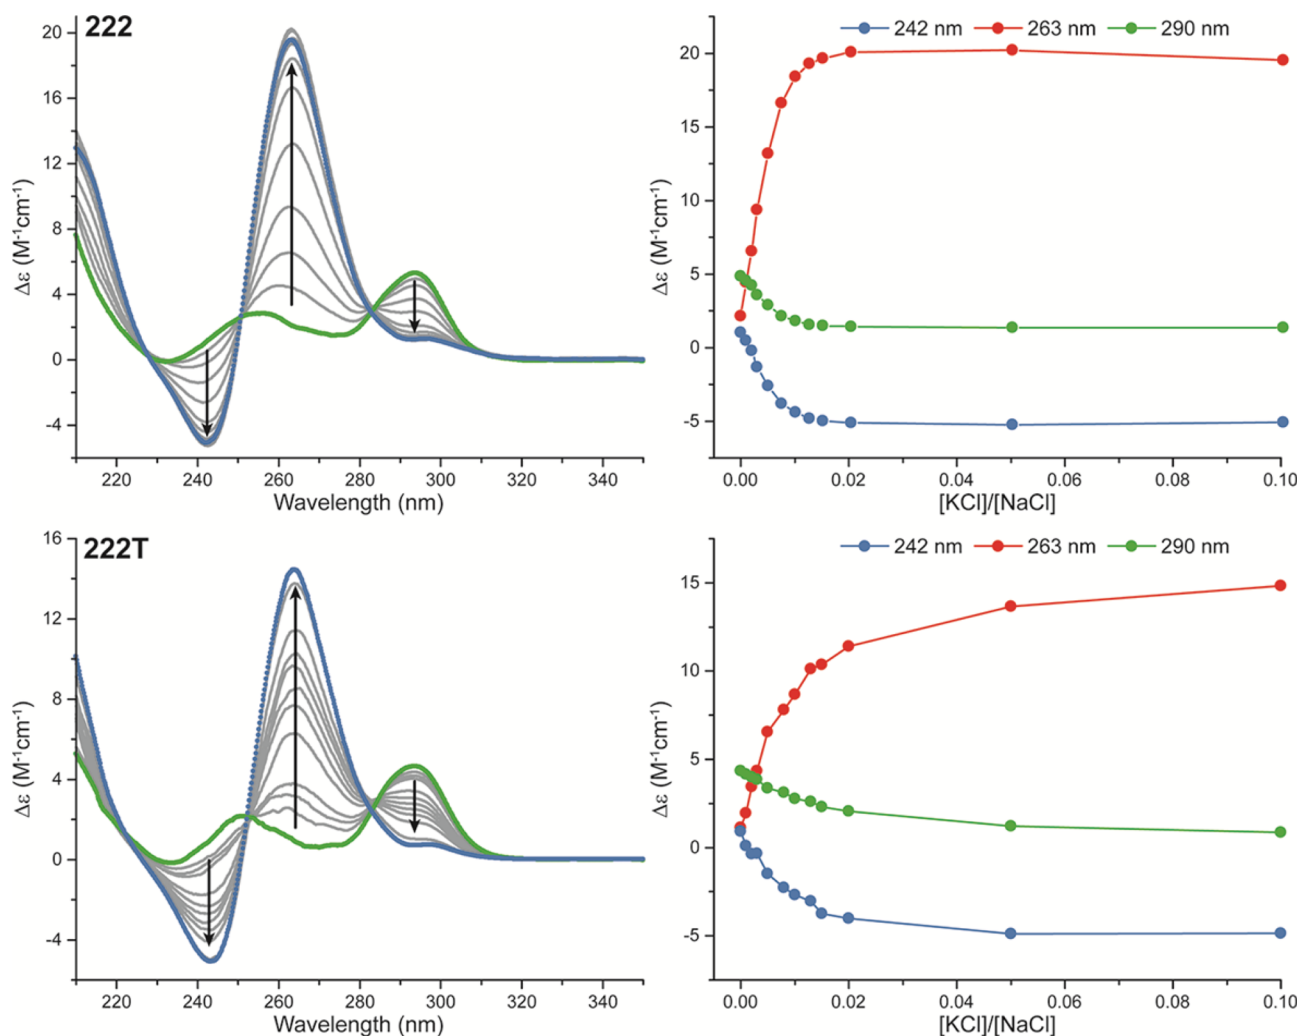 222
20
16
12
8
4
0
-4
Δε (M⁻¹cm⁻¹)
220 240 260 280 300 320 340
Wavelength (nm)
242 nm 263 nm 290 nm
20
15
10
5
0
-5
Δε (M⁻¹cm⁻¹)
0.00 0.02 0.04 0.06 0.08 0.10
[KCl]/[NaCl]
222T
16
12
8
4
0
-4
Δε (M⁻¹cm⁻¹)
220 240 260 280 300 320 340
Wavelength (nm)
242 nm 263 nm 290 nm
15
10
5
0
-5
Δε (M⁻¹cm⁻¹)
0.00 0.02 0.04 0.06 0.08 0.10
[KCl]/[NaCl]